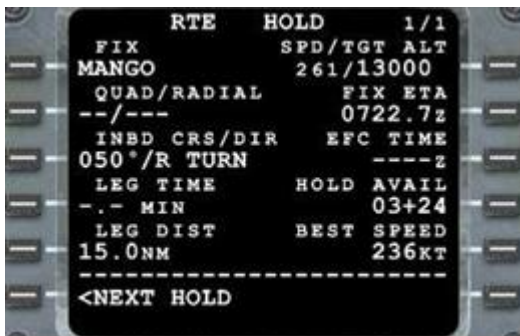 RTE HOLD 1/1
FIX SPD/TGT ALT
MANGO 261/13000
QUAD/RADIAL FIX ETA
--/--- 0722.7z
INBD CRS/DIR EFC TIME
050°/R TURN ----z
LEG TIME HOLD AVAIL
-.- MIN 03+24
LEG DIST BEST SPEED
15.0NM 236KT
------------------------
<NEXT HOLD